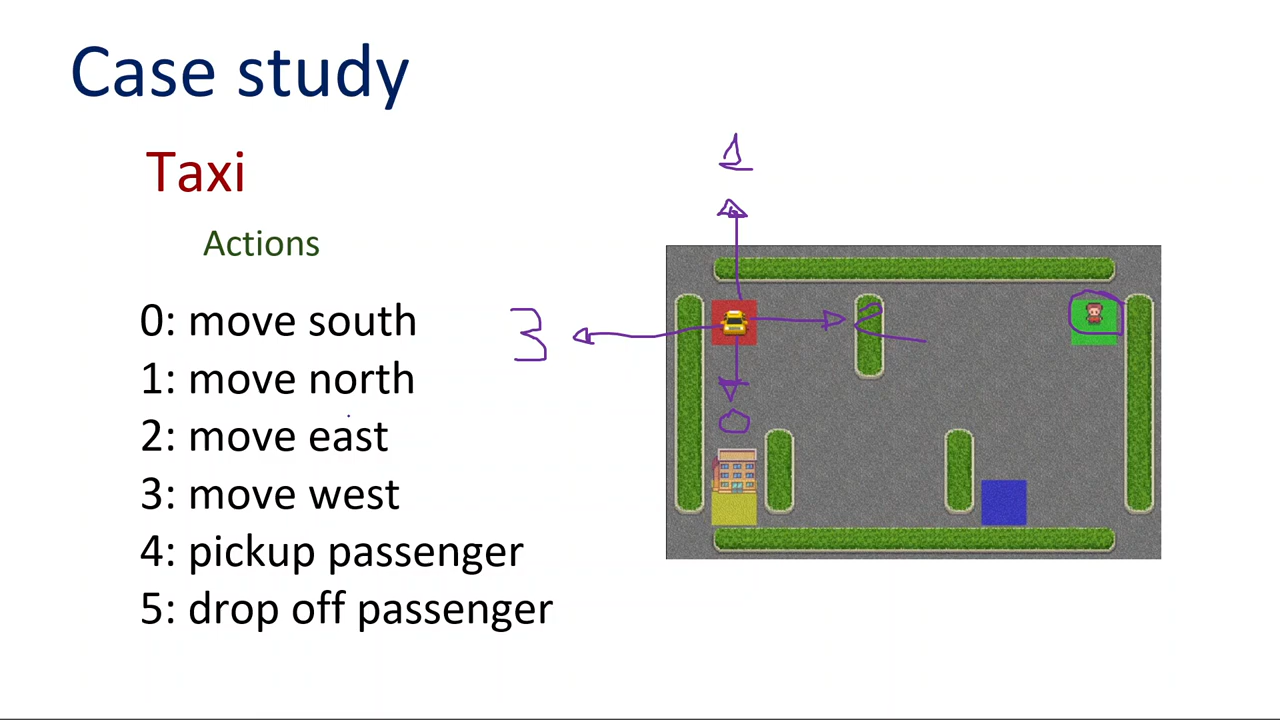 Case study
Taxi
Actions
0: move south
1: move north
2: move east
3: move west
4: pickup passenger
5: drop off passenger
1
3
2
0